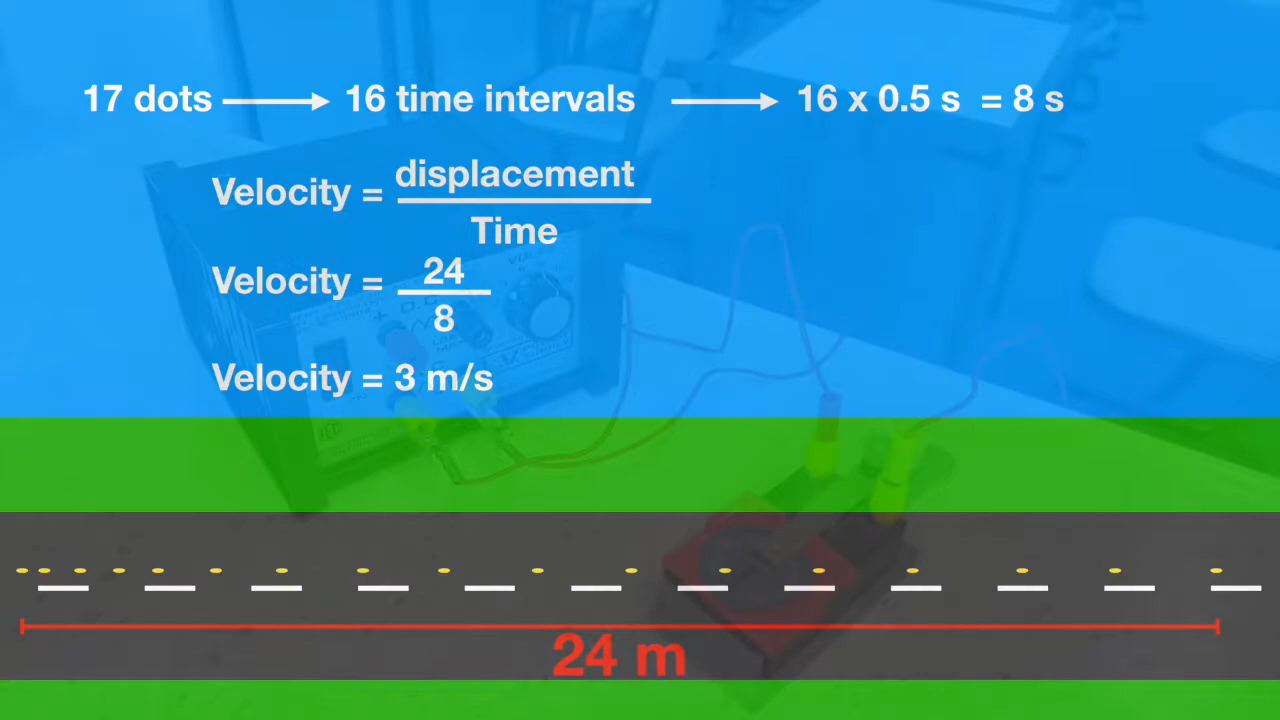 17 dots → 16 time intervals → 16 x 0.5 s = 8 s
Velocity = displacement / Time
Velocity = 24 / 8
Velocity = 3 m/s
24 m